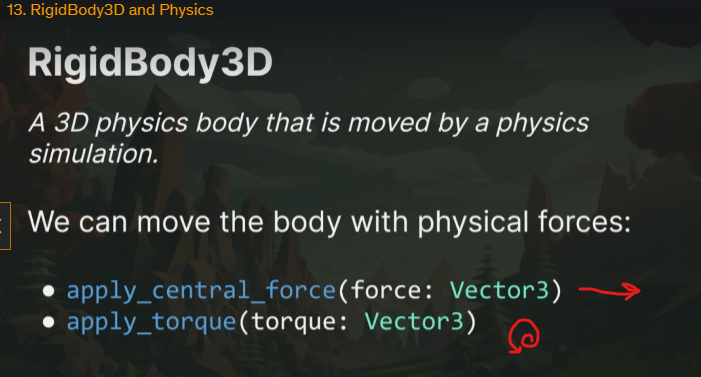 13. RigidBody3D and Physics
RigidBody3D
A 3D physics body that is moved by a physics
simulation.
We can move the body with physical forces:
• apply_central_force(force: Vector3)
• apply_torque(torque: Vector3)